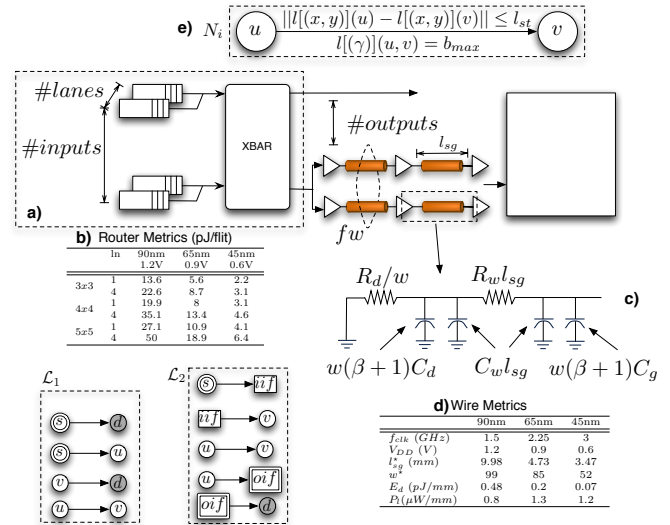 e) N_i u ||l[(x, y)](u) − l[(x, y)](v)|| ≤ l_st v
l[(γ)](u, v) = b_max
#lanes
#inputs
XBAR
#outputs
l_sg
fw
a)
b) Router Metrics (pJ/flit)
ln 90nm 65nm 45nm
1.2V 0.9V 0.6V
3x3 1 13.6 5.6 2.2
4 22.6 8.7 3.1
4x4 1 19.9 8 3.1
4 35.1 13.4 4.6
5x5 1 27.1 10.9 4.1
4 50 18.9 6.4
R_d/w R_w l_sg
c)
w(β + 1)C_d C_w l_sg w(β + 1)C_g
L_1
s d
s u
v d
u v
L_2
s iif
iif v
u v
u oif
oif d
d) Wire Metrics
90nm 65nm 45nm
f_clk (GHz) 1.5 2.25 3
V_DD (V) 1.2 0.9 0.6
l*_sg (mm) 9.98 4.73 3.47
w* 99 85 52
E_d (pJ/mm) 0.48 0.2 0.07
P_l(μW/mm) 0.8 1.3 1.2